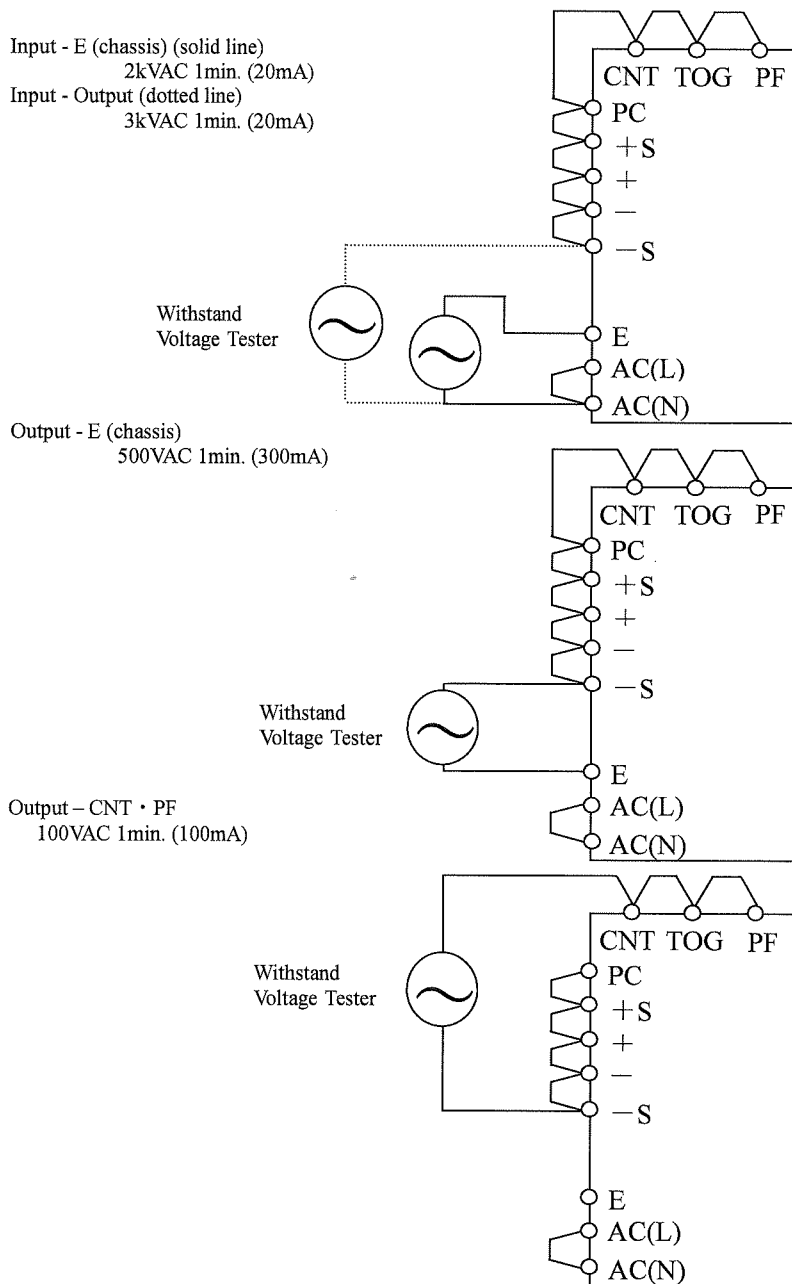 Input - E (chassis) (solid line)
2kVAC 1min. (20mA)
Input - Output (dotted line)
3kVAC 1min. (20mA)
CNT TOG PF
PC
+S
+
−
−S
Withstand
Voltage Tester
E
AC(L)
AC(N)
Output - E (chassis)
500VAC 1min. (300mA)
CNT TOG PF
PC
+S
+
−
−S
Withstand
Voltage Tester
E
AC(L)
AC(N)
Output – CNT・PF
100VAC 1min. (100mA)
CNT TOG PF
PC
+S
+
−
−S
Withstand
Voltage Tester
E
AC(L)
AC(N)